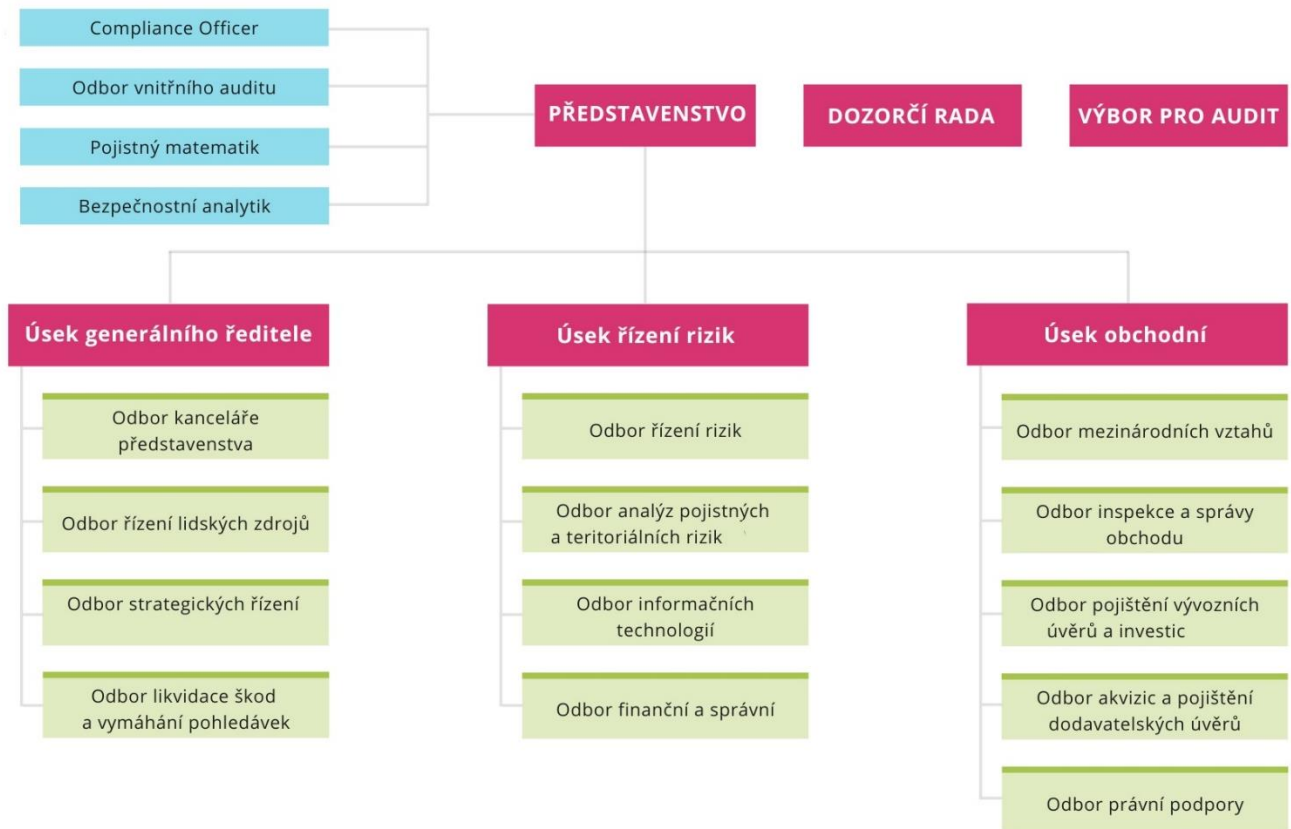 Compliance Officer
Odbor vnitřního auditu
Pojistný matematik
Bezpečnostní analytik
PŘEDSTAVENSTVO
DOZORČÍ RADA
VÝBOR PRO AUDIT
Úsek generálního ředitele
Odbor kanceláře
představenstva
Odbor řízení lidských zdrojů
Odbor strategických řízení
Odbor likvidace škod
a vymáhání pohledávek
Úsek řízení rizik
Odbor řízení rizik
Odbor analýz pojistných
a teritoriálních rizik
Odbor informačních
technologií
Odbor finanční a správní
Úsek obchodní
Odbor mezinárodních vztahů
Odbor inspekce a správy
obchodu
Odbor pojištění vývozních
úvěrů a investic
Odbor akvizic a pojištění
dodavatelských úvěrů
Odbor právní podpory